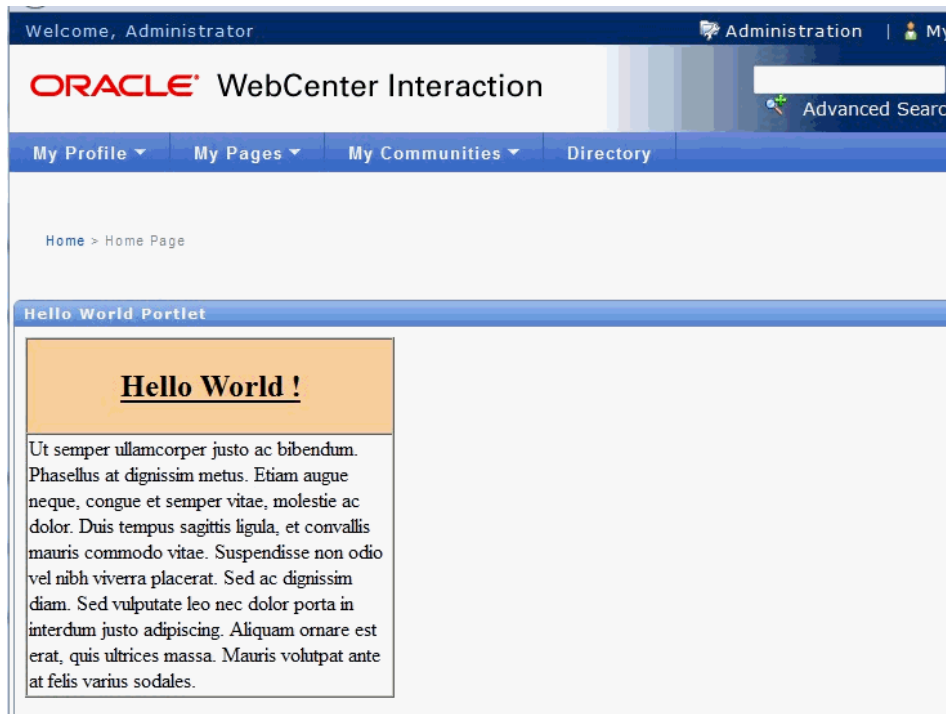 Welcome, Administrator
Administration | My
ORACLE WebCenter Interaction
Advanced Searc
My Profile My Pages My Communities Directory
Home > Home Page
Hello World Portlet
Hello World !
Ut semper ullamcorper justo ac bibendum.
Phasellus at dignissim metus. Etiam augue
neque, congue et semper vitae, molestie ac
dolor. Duis tempus sagittis ligula, et convallis
mauris commodo vitae. Suspendisse non odio
vel nibh viverra placerat. Sed ac dignissim
diam. Sed vulputate leo nec dolor porta in
interdum justo adipiscing. Aliquam ornare est
erat, quis ultrices massa. Mauris volutpat ante
at felis varius sodales.